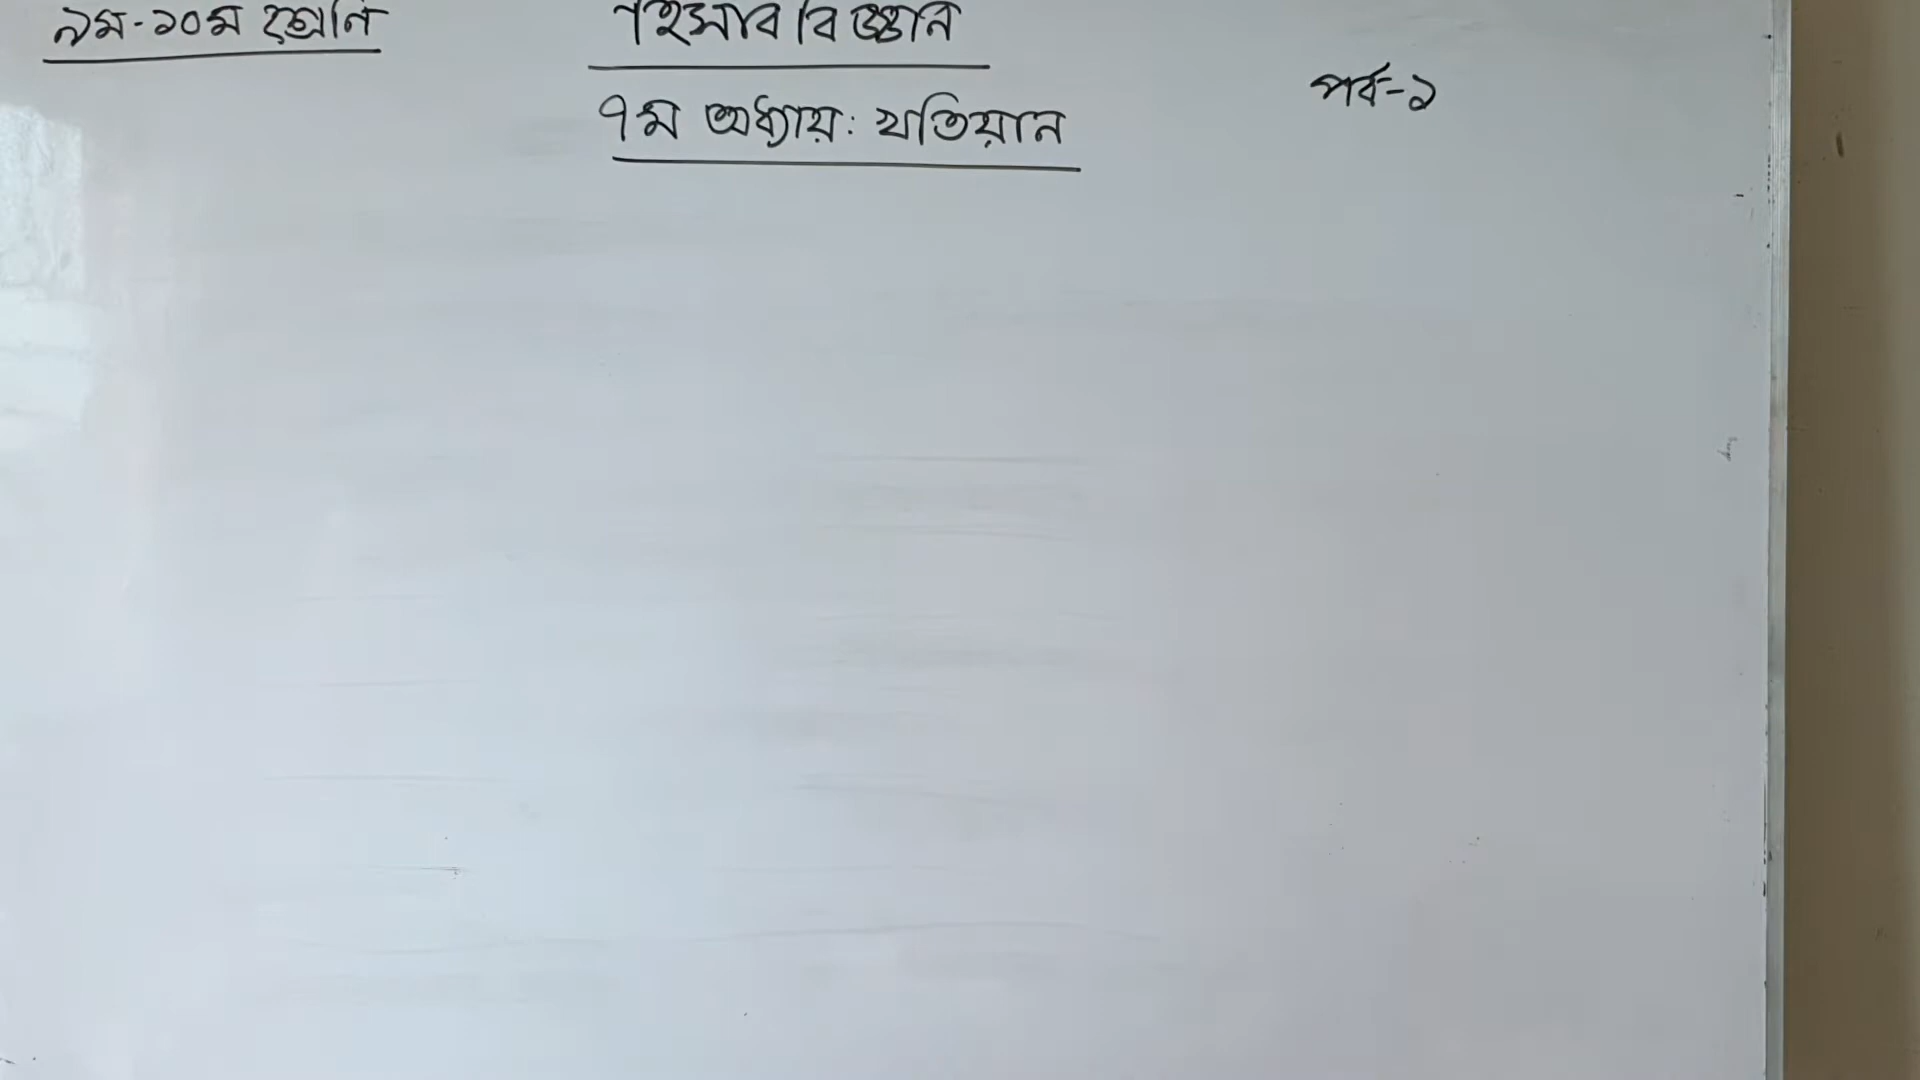 ৯ম-১০ম শ্রেনি
হিসাব বিজ্ঞান
পর্ব-১
৭ম অধ্যায়: খতিয়ান